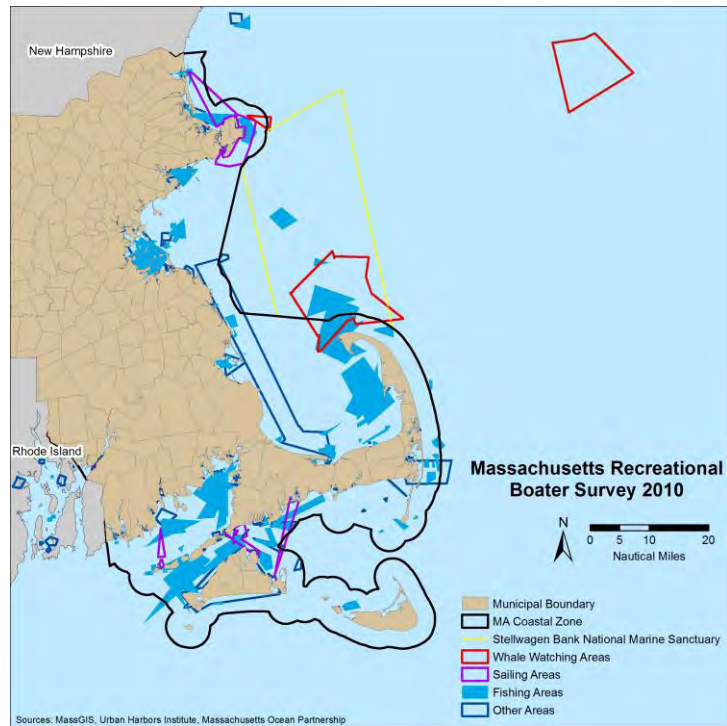 New Hampshire
Rhode Island
Massachusetts Recreational
Boater Survey 2010
N
0 5 10 20
Nautical Miles
Municipal Boundary
MA Coastal Zone
Stellwagen Bank National Marine Sanctuary
Whale Watching Areas
Sailing Areas
Fishing Areas
Other Areas
Sources: MassGIS, Urban Harbors Institute, Massachusetts Ocean Partnership